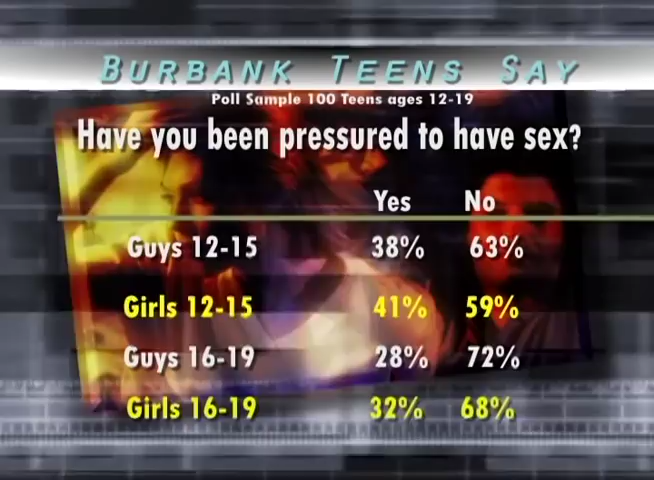 BURBANK TEENS SAY
Poll Sample 100 Teens ages 12-19
Have you been pressured to have sex?
Yes No
Guys 12-15 38% 63%
Girls 12-15 41% 59%
Guys 16-19 28% 72%
Girls 16-19 32% 68%